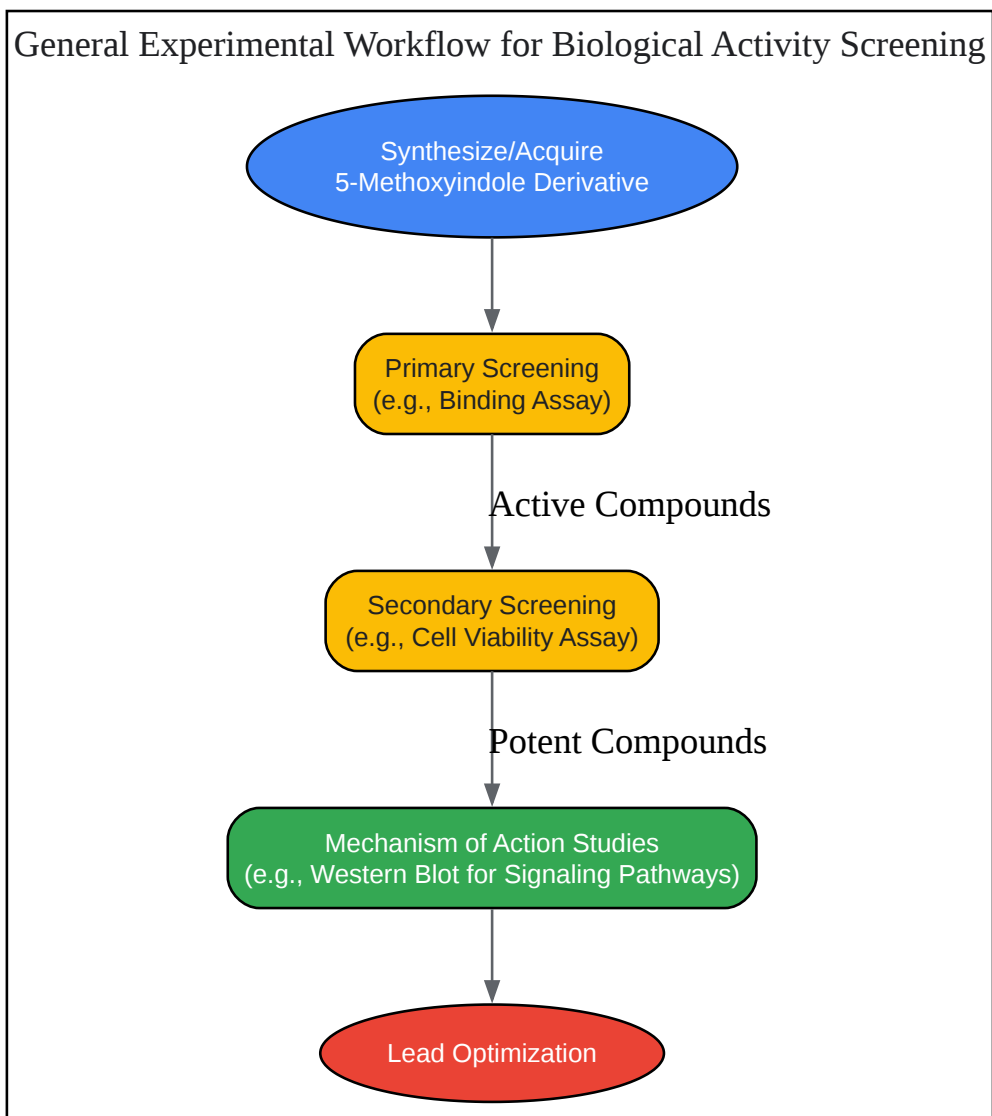 General Experimental Workflow for Biological Activity Screening
Synthesize/Acquire
5-Methoxyindole Derivative
Primary Screening
(e.g., Binding Assay)
Active Compounds
Secondary Screening
(e.g., Cell Viability Assay)
Potent Compounds
Mechanism of Action Studies
(e.g., Western Blot for Signaling Pathways)
Lead Optimization